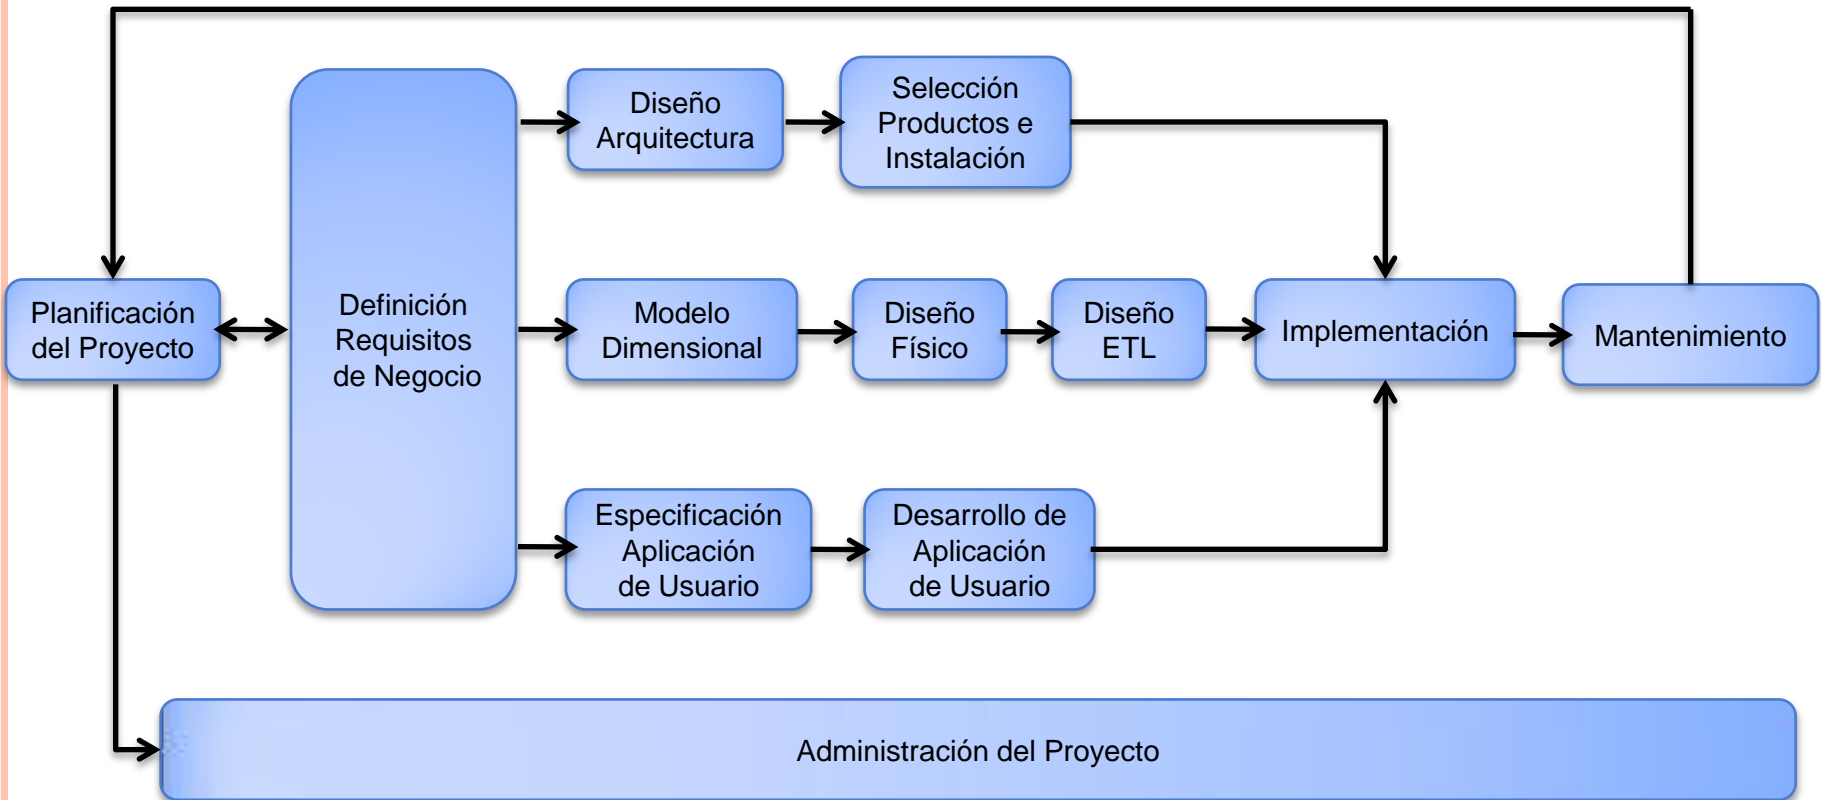 Planificación
del Proyecto
Definición
Requisitos
de Negocio
Diseño
Arquitectura
Selección
Productos e
Instalación
Modelo
Dimensional
Diseño
Físico
Diseño
ETL
Implementación
Mantenimiento
Especificación
Aplicación
de Usuario
Desarrollo de
Aplicación
de Usuario
Administración del Proyecto